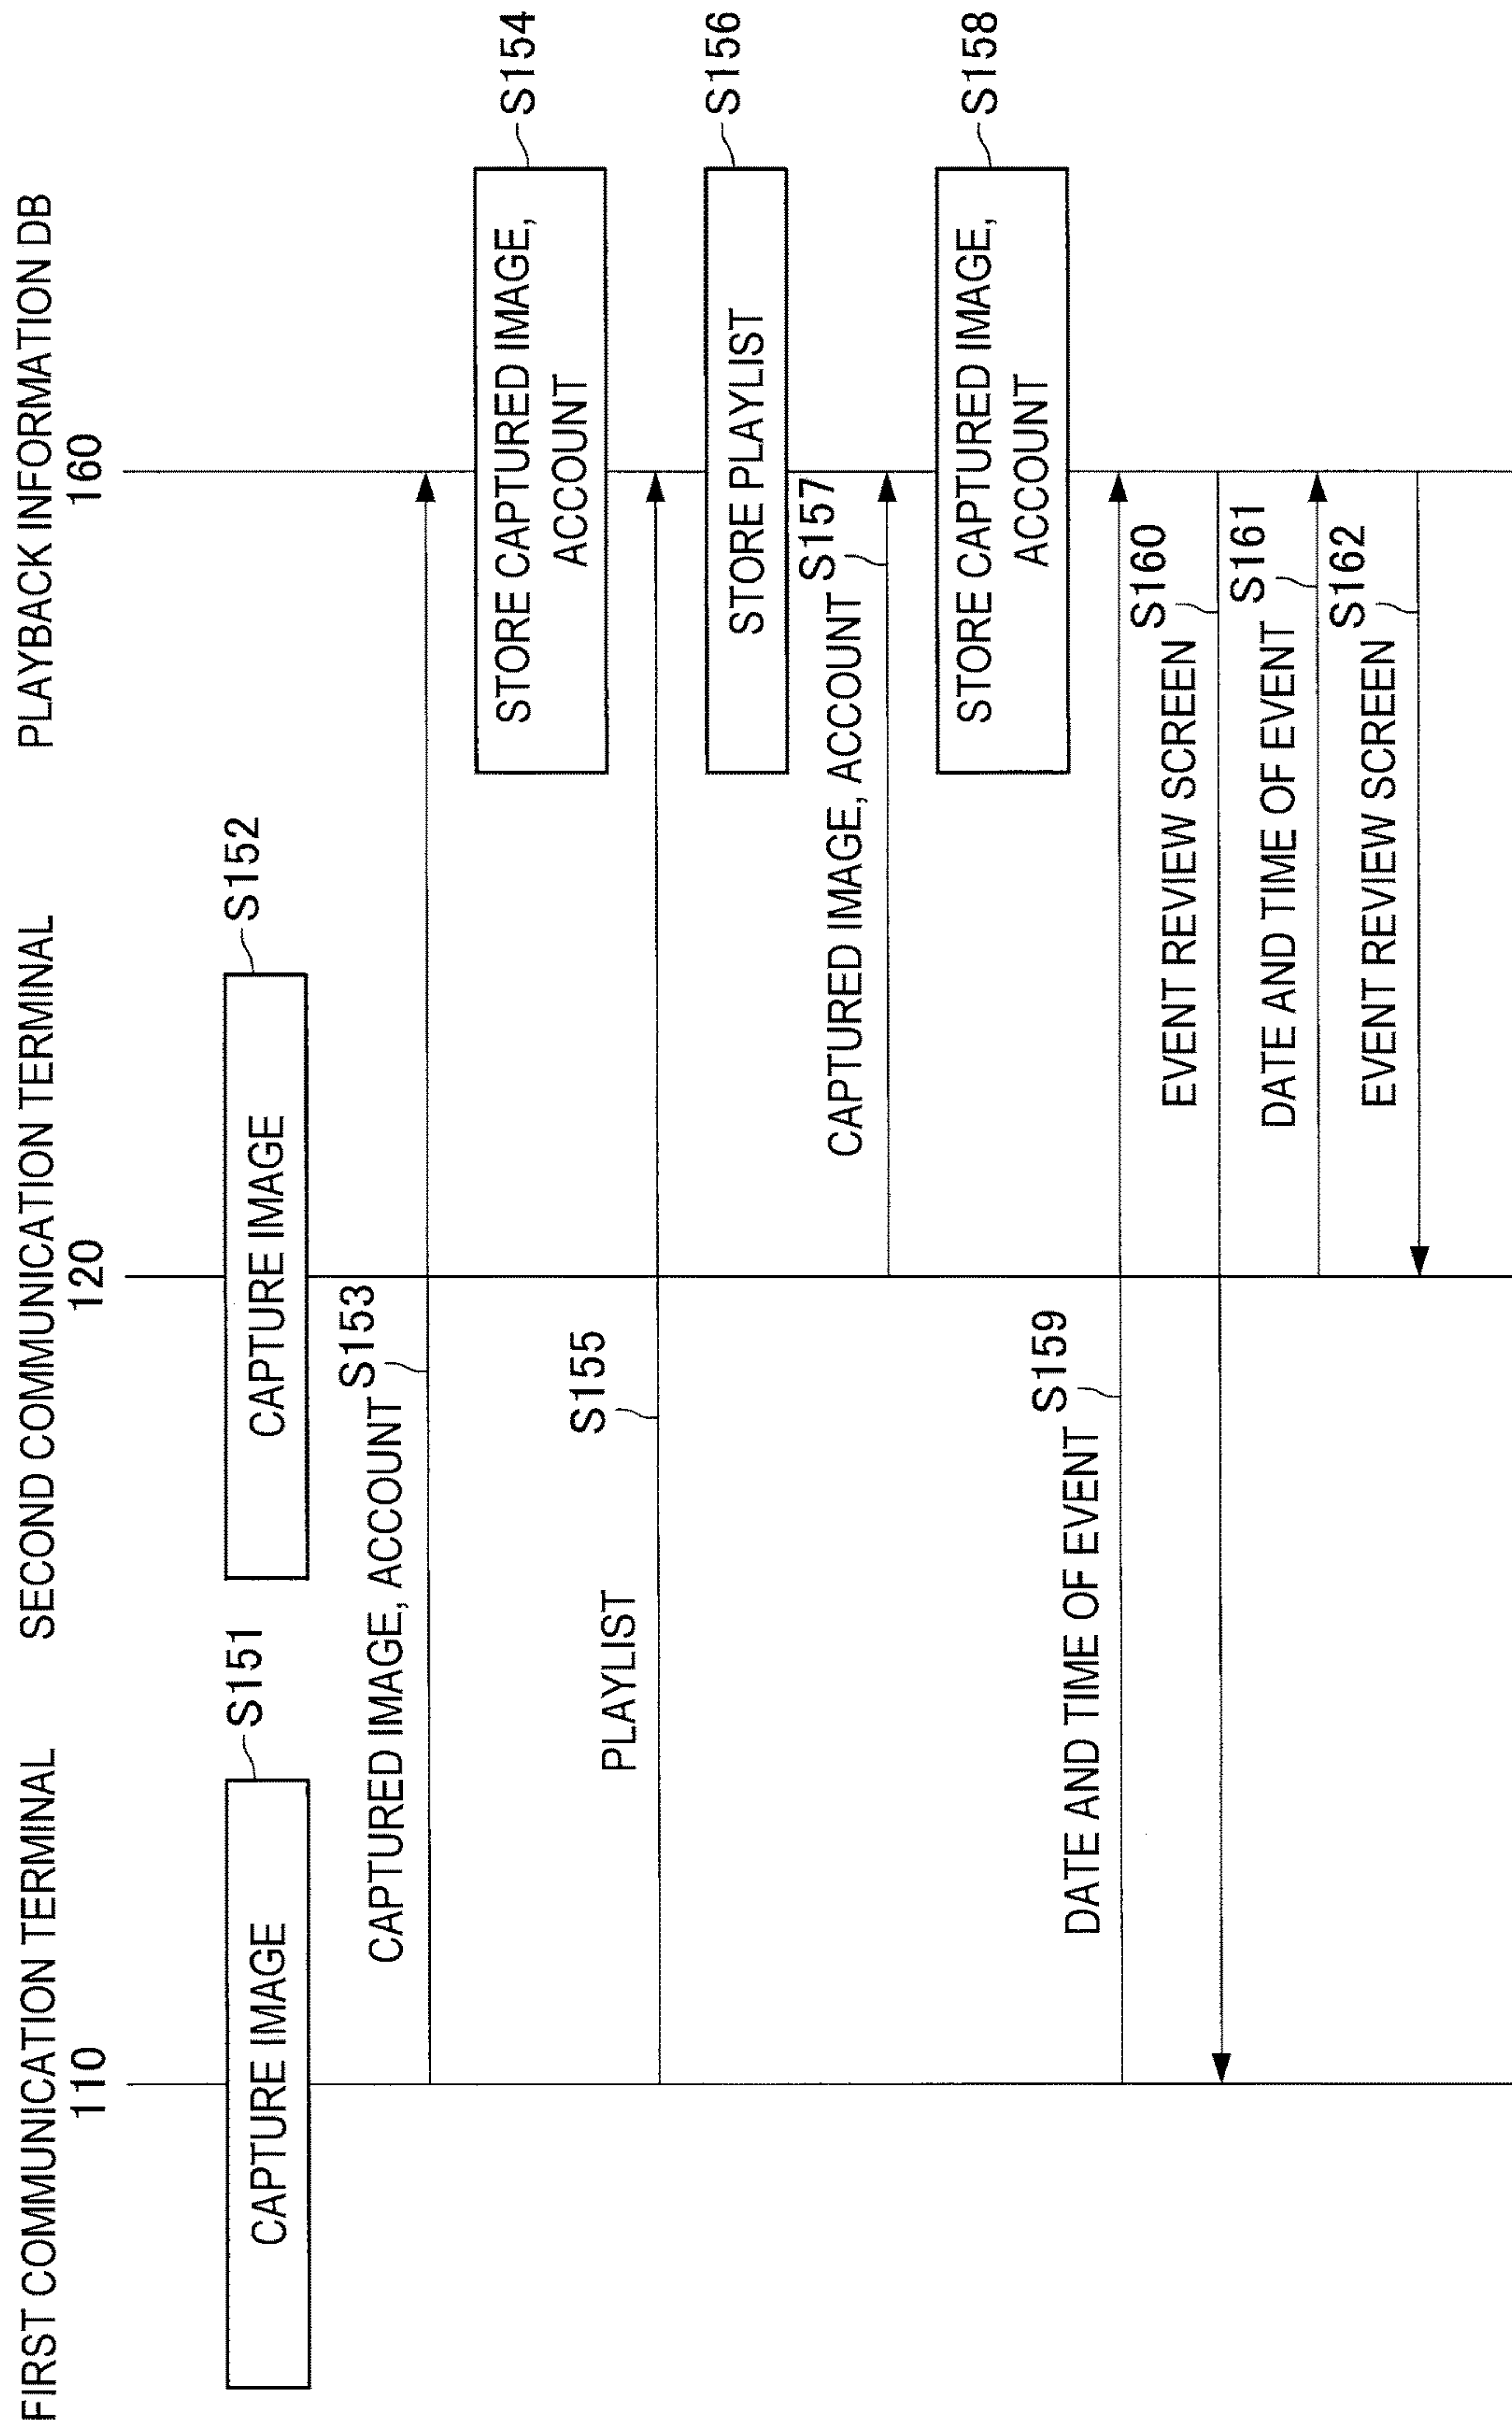 FIRST COMMUNICATION TERMINAL
110
SECOND COMMUNICATION TERMINAL
120
PLAYBACK INFORMATION DB
160
CAPTURE IMAGE
S151
CAPTURE IMAGE
S152
CAPTURED IMAGE, ACCOUNT
S153
STORE CAPTURED IMAGE,
ACCOUNT
S154
PLAYLIST
S155
STORE PLAYLIST
S156
CAPTURED IMAGE, ACCOUNT
S157
STORE CAPTURED IMAGE,
ACCOUNT
S158
DATE AND TIME OF EVENT
S159
EVENT REVIEW SCREEN
S160
DATE AND TIME OF EVENT
S161
EVENT REVIEW SCREEN
S162